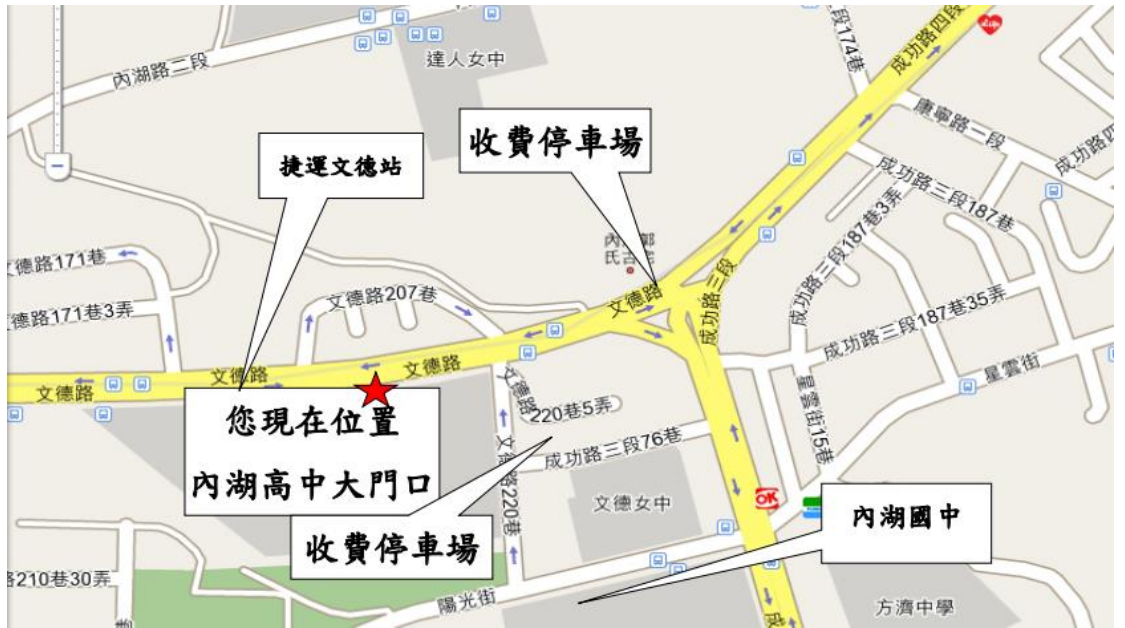 達人女中
內湖路二段
段174巷
成功路四段
收費停車場
捷運文德站
康寧路一段
成功路四
成功路三段187巷
成功路三段187巷3弄
文德路171巷
文德路207巷
文德路
成功路三段
德路171巷3弄
成功路三段187巷35弄
星雲街
文德路
文德路
文德路
文德路
您現在位置
內湖高中大門口
220巷5弄
成功路三段76巷
星雲街15巷
文德路220巷
文德女中
OK
收費停車場
內湖國中
路210巷30弄
陽光街
方濟中學
成